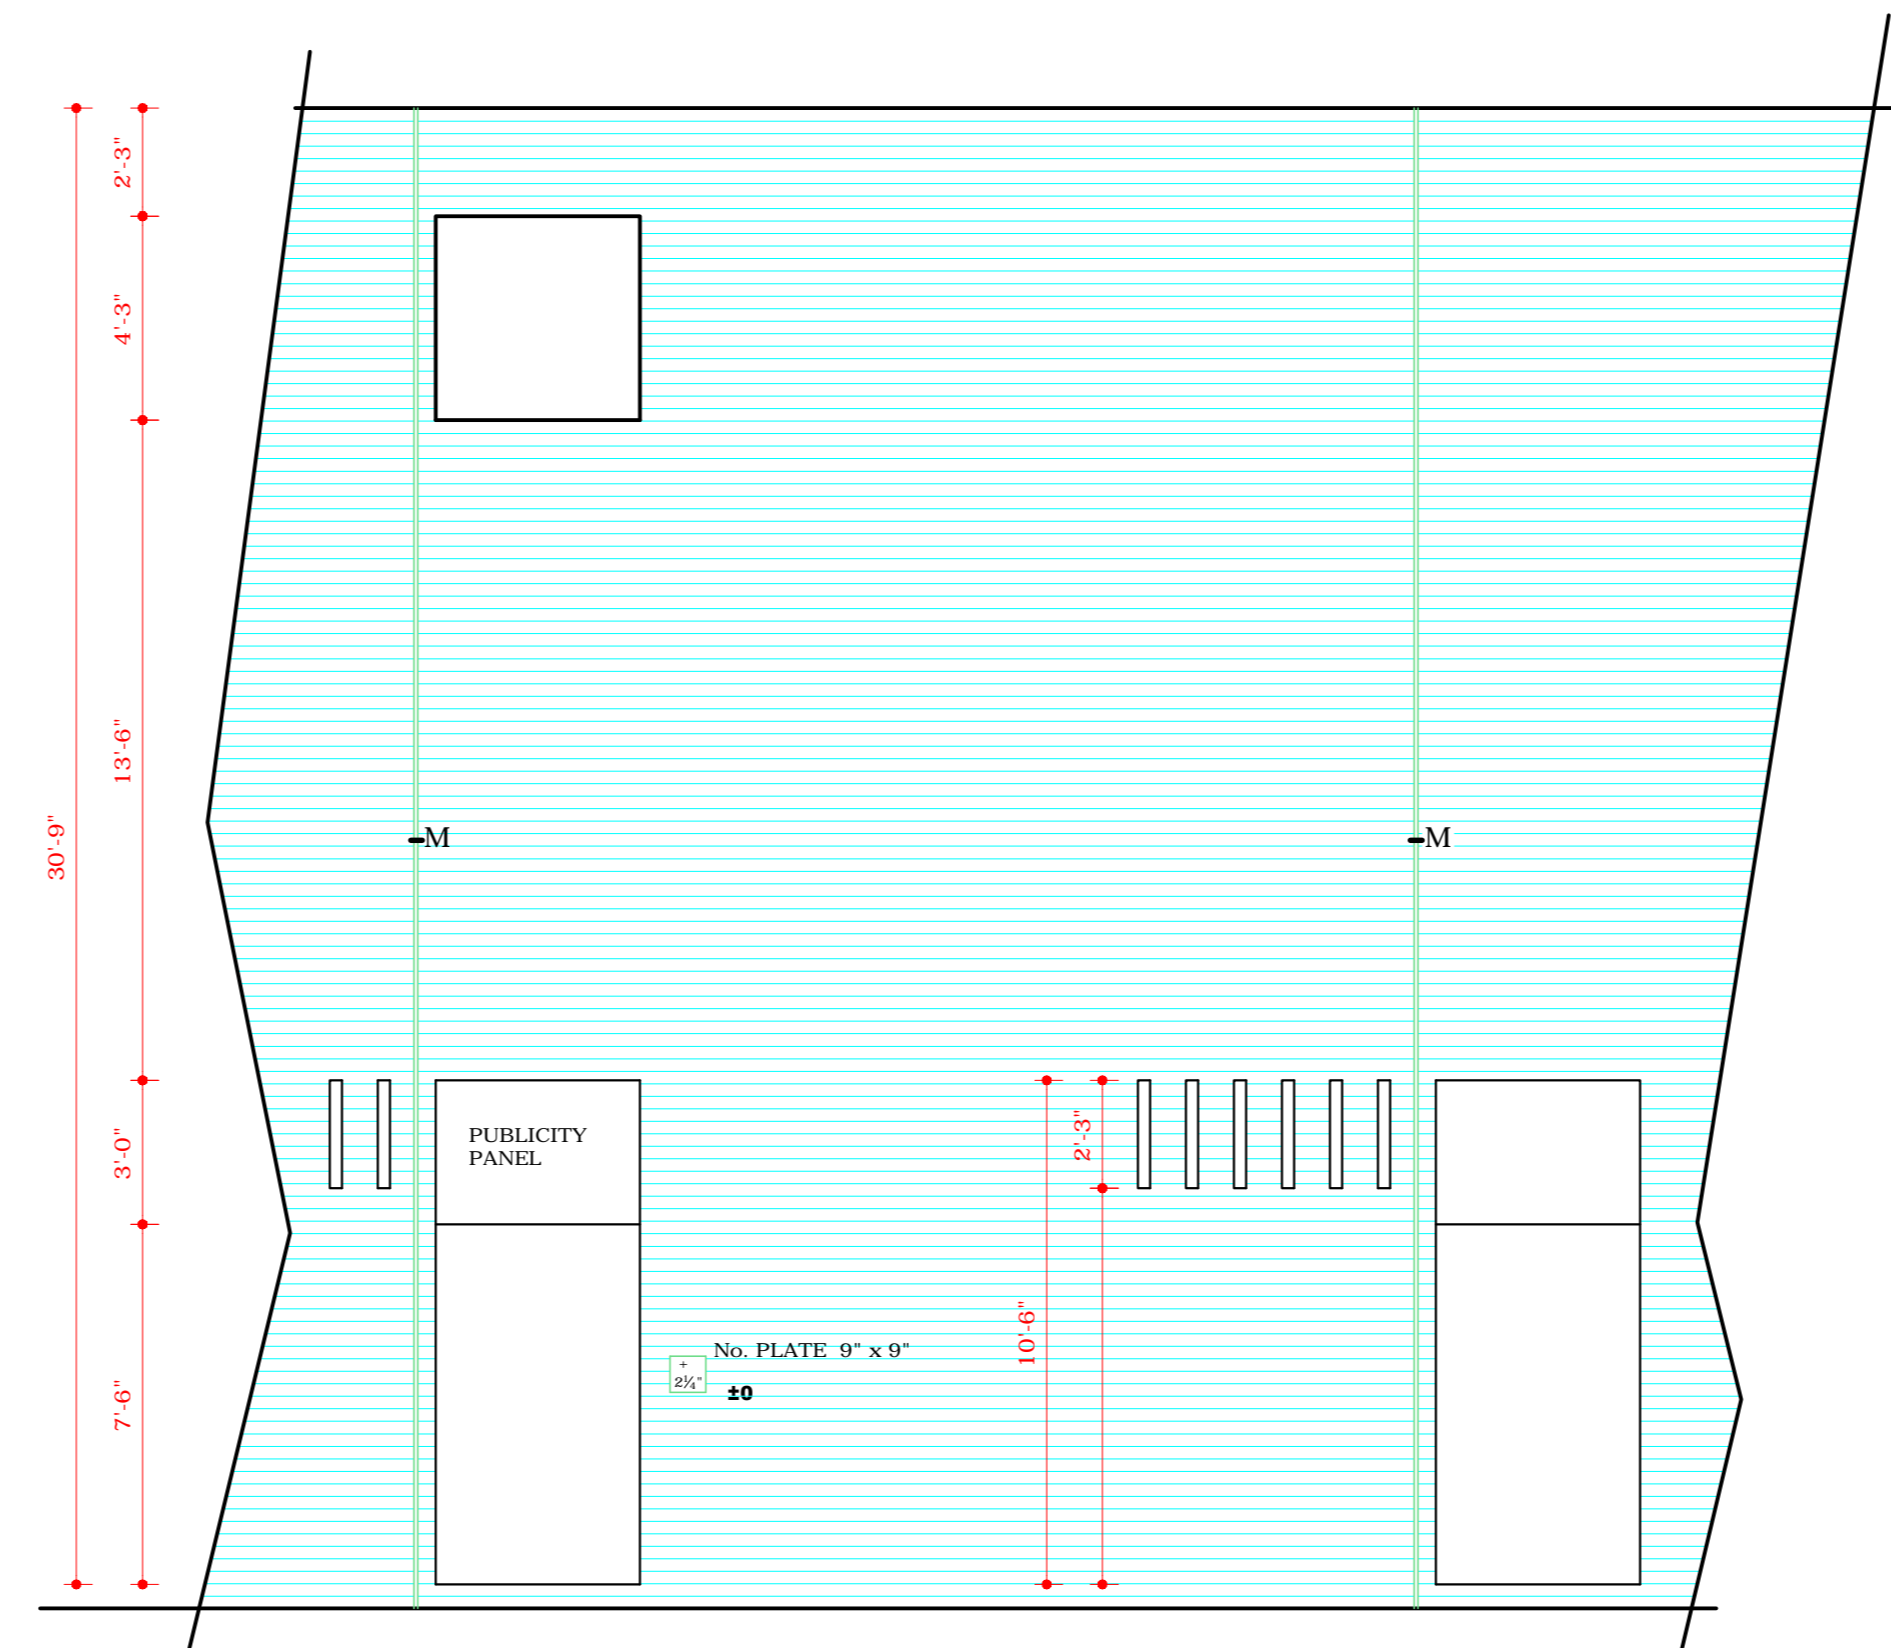 2'-3"
4'-3"
13'-6"
30'-9"
M
M
PUBLICITY
PANEL
2'-3"
3'-0"
10'-6"
No. PLATE 9" x 9"
+
2¼"
±0
7'-6"